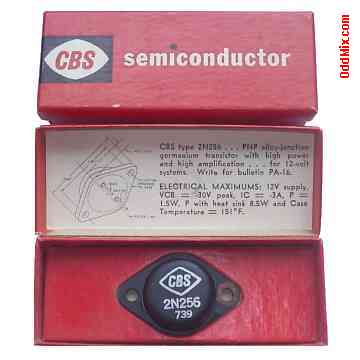 CBS
semiconductor
OddMix.com
CBS type 2N256 . . . PNP alloy-junction
germanium transistor with high power
and high amplification . . . for 12-volt
systems. Write for bulletin PA-16.
ELECTRICAL MAXIMUMS: 12V supply,
VCB = -30V peak, IC = -3A, P =
1.5W, P with heat sink 8.5W and Case
Temperature = 151°F.
CBS
2N256
739